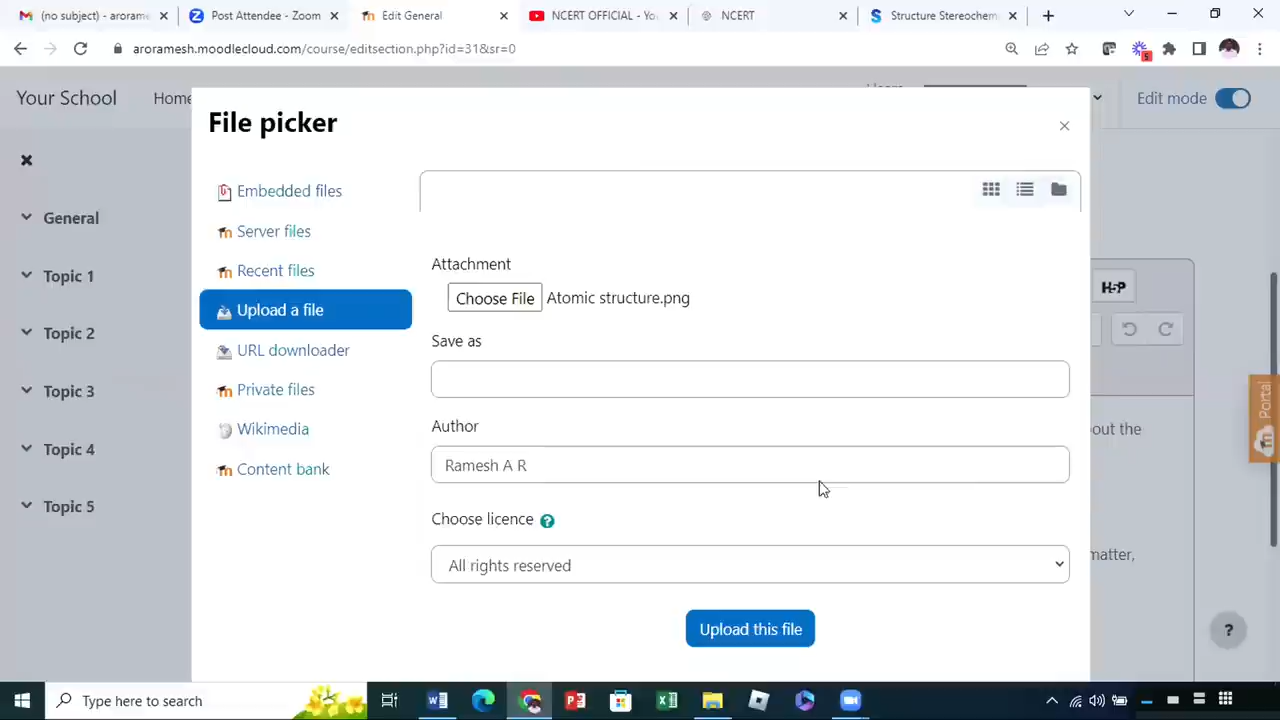 (no subject) - arorame
Post Attendee - Zoom
Edit General
NCERT OFFICIAL - Yo
NCERT
Structure Stereochem
aroramesh.moodlecloud.com/course/editsection.php?id=31&sr=0
5
Your School
Home
Edit mode
File picker
Embedded files
Server files
Recent files
Upload a file
URL downloader
Private files
Wikimedia
Content bank
General
Topic 1
Topic 2
Topic 3
Topic 4
Topic 5
Attachment
Choose File
Atomic structure.png
Save as
Author
Ramesh A R
Choose licence
All rights reserved
Upload this file
H5P
out the
matter,
Portal
?
Type here to search